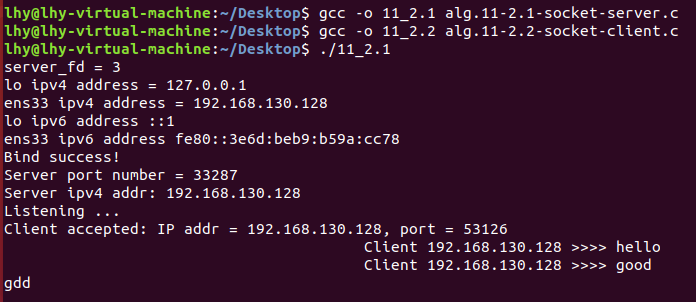 lhy@lhy-virtual-machine:~/Desktop$ gcc -o 11_2.1 alg.11-2.1-socket-server.c
lhy@lhy-virtual-machine:~/Desktop$ gcc -o 11_2.2 alg.11-2.2-socket-client.c
lhy@lhy-virtual-machine:~/Desktop$ ./11_2.1
server_fd = 3
lo ipv4 address = 127.0.0.1
ens33 ipv4 address = 192.168.130.128
lo ipv6 address ::1
ens33 ipv6 address fe80::3e6d:beb9:b59a:cc78
Bind success!
Server port number = 33287
Server ipv4 addr: 192.168.130.128
Listening ...
Client accepted: IP addr = 192.168.130.128, port = 53126
Client 192.168.130.128 >>>> hello
Client 192.168.130.128 >>>> good
gdd